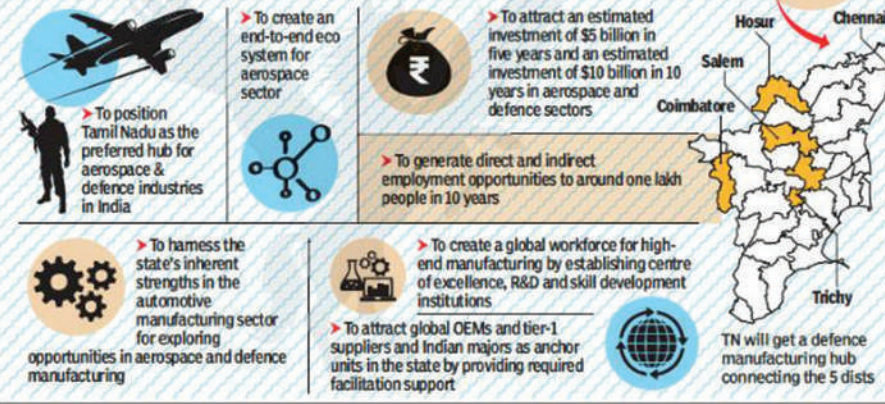 ➤To create an
end-to-end eco
system for
aerospace
sector
➤To position
Tamil Nadu as the
preferred hub for
aerospace &
defence industries
in India
➤To attract an estimated
investment of $5 billion in
five years and an estimated
investment of $10 billion in 10
years in aerospace and
defence sectors
➤To generate direct and indirect
employment opportunities to around one lakh
people in 10 years
Hosur
Chennai
Salem
Coimbatore
Trichy
➤To harness the
state's inherent
strengths in the
automotive
manufacturing sector
for exploring
opportunities in aerospace and defence
manufacturing
➤To create a global workforce for high-
end manufacturing by establishing centre
of excellence, R&D and skill development
institutions
➤To attract global OEMs and tier-1
suppliers and Indian majors as anchor
units in the state by providing required
facilitation support
TN will get a defence
manufacturing hub
connecting the 5 dists
₹